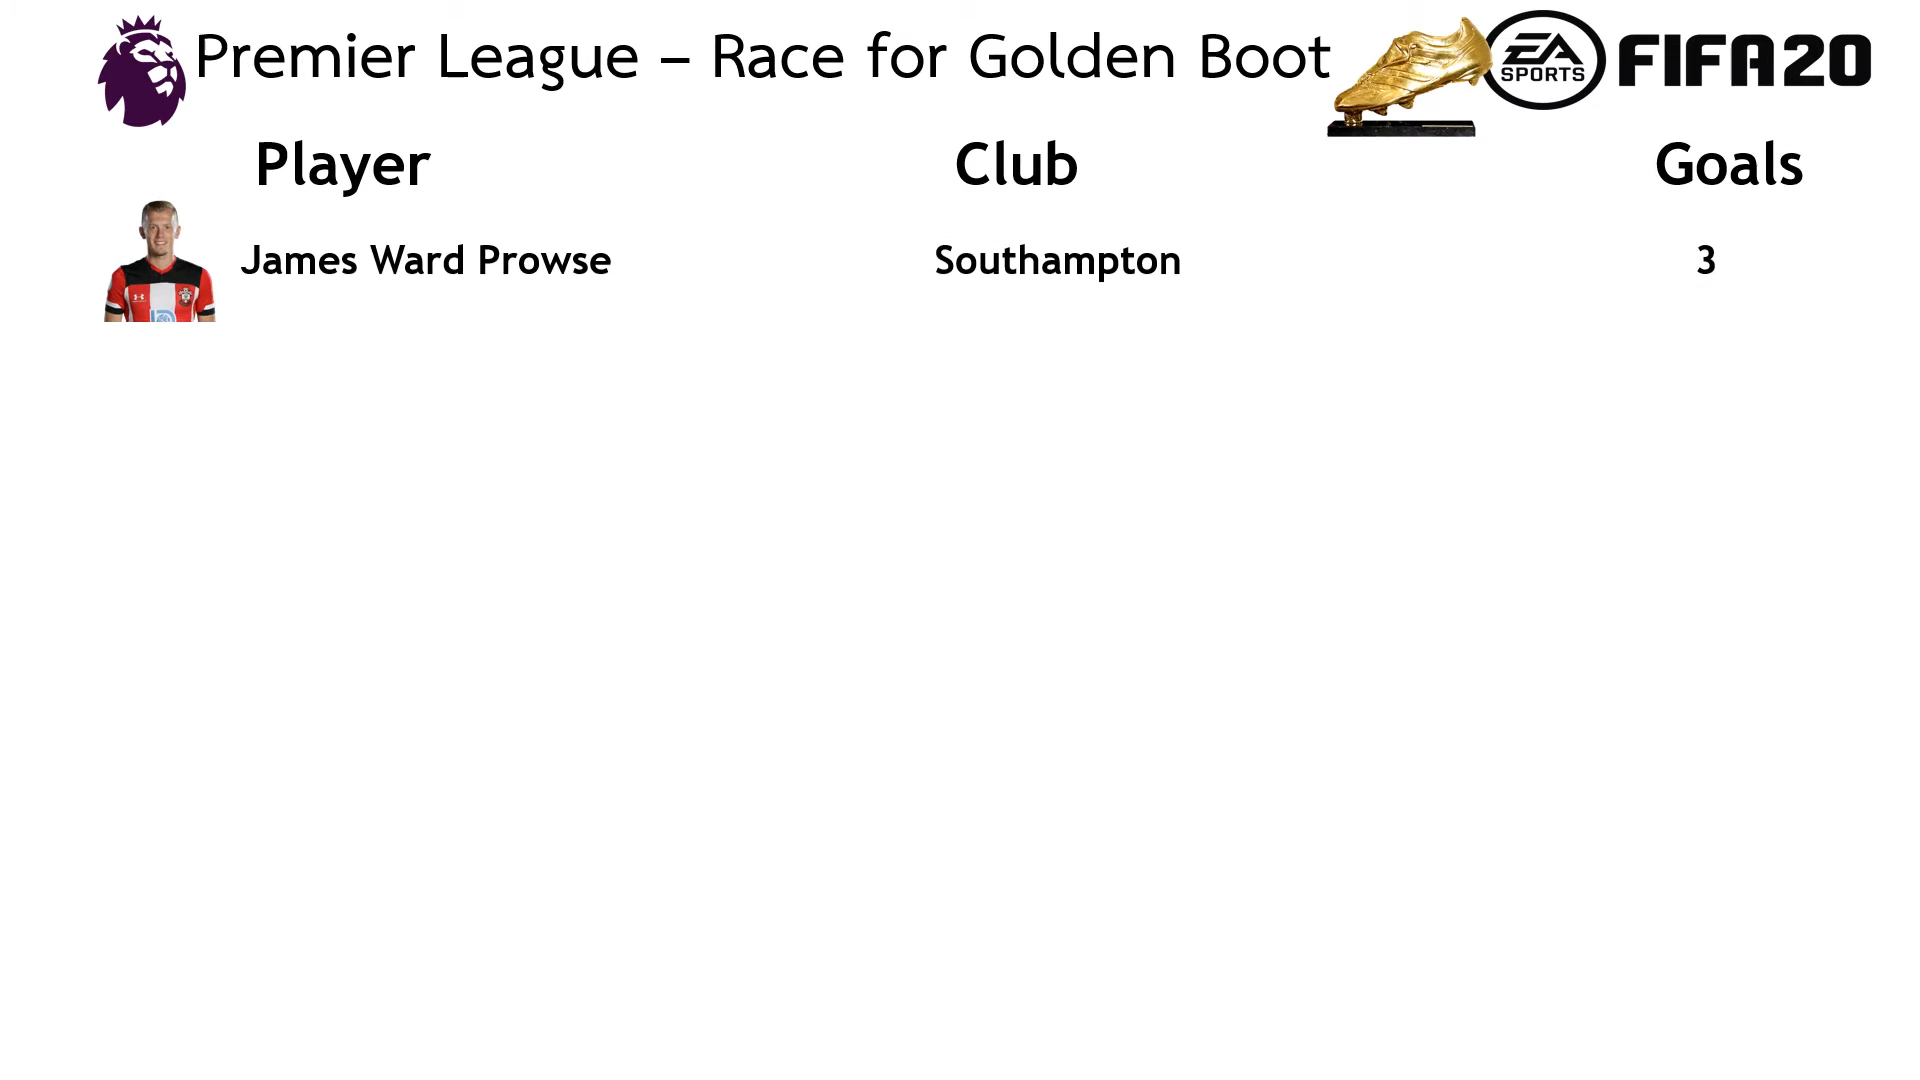 Premier League – Race for Golden Boot
EA SPORTS FIFA20
Player Club Goals
James Ward Prowse Southampton 3